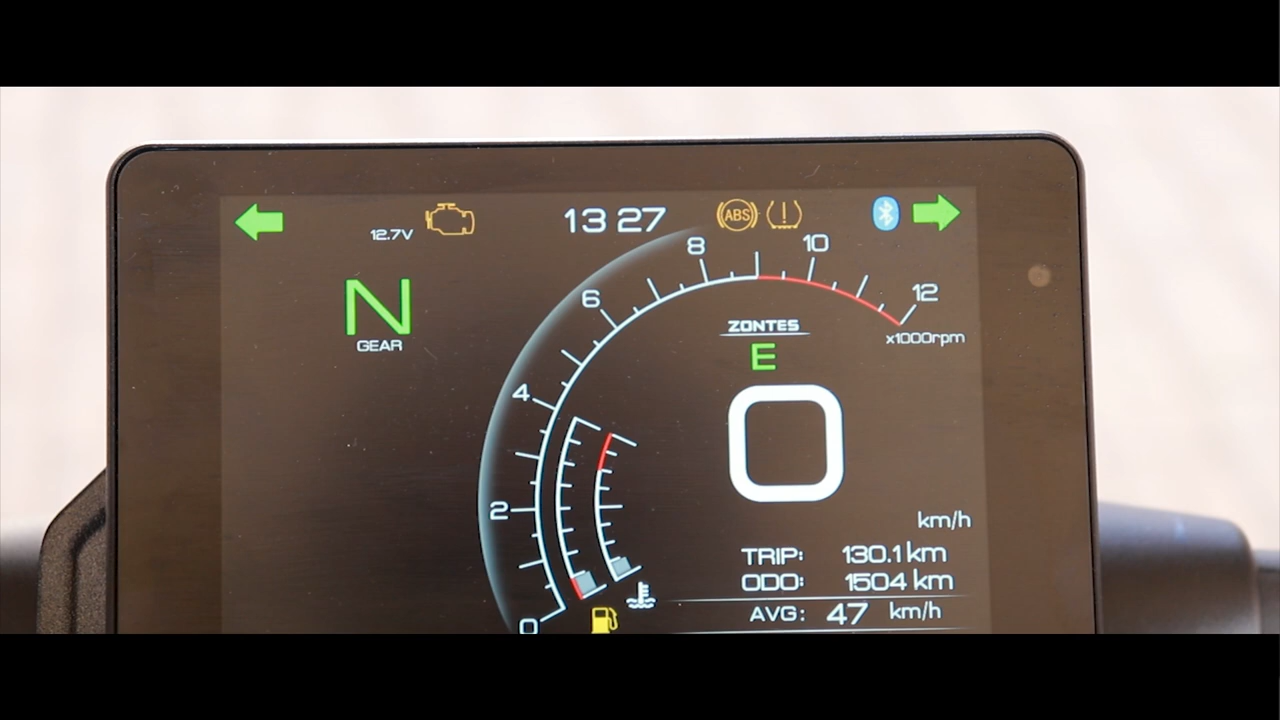 12.7V
13 27
ABS
N
GEAR
0
2
4
6
8
10
12
x1000rpm
ZONTES
E
0
km/h
TRIP: 130.1 km
ODO: 1504 km
AVG: 47 km/h